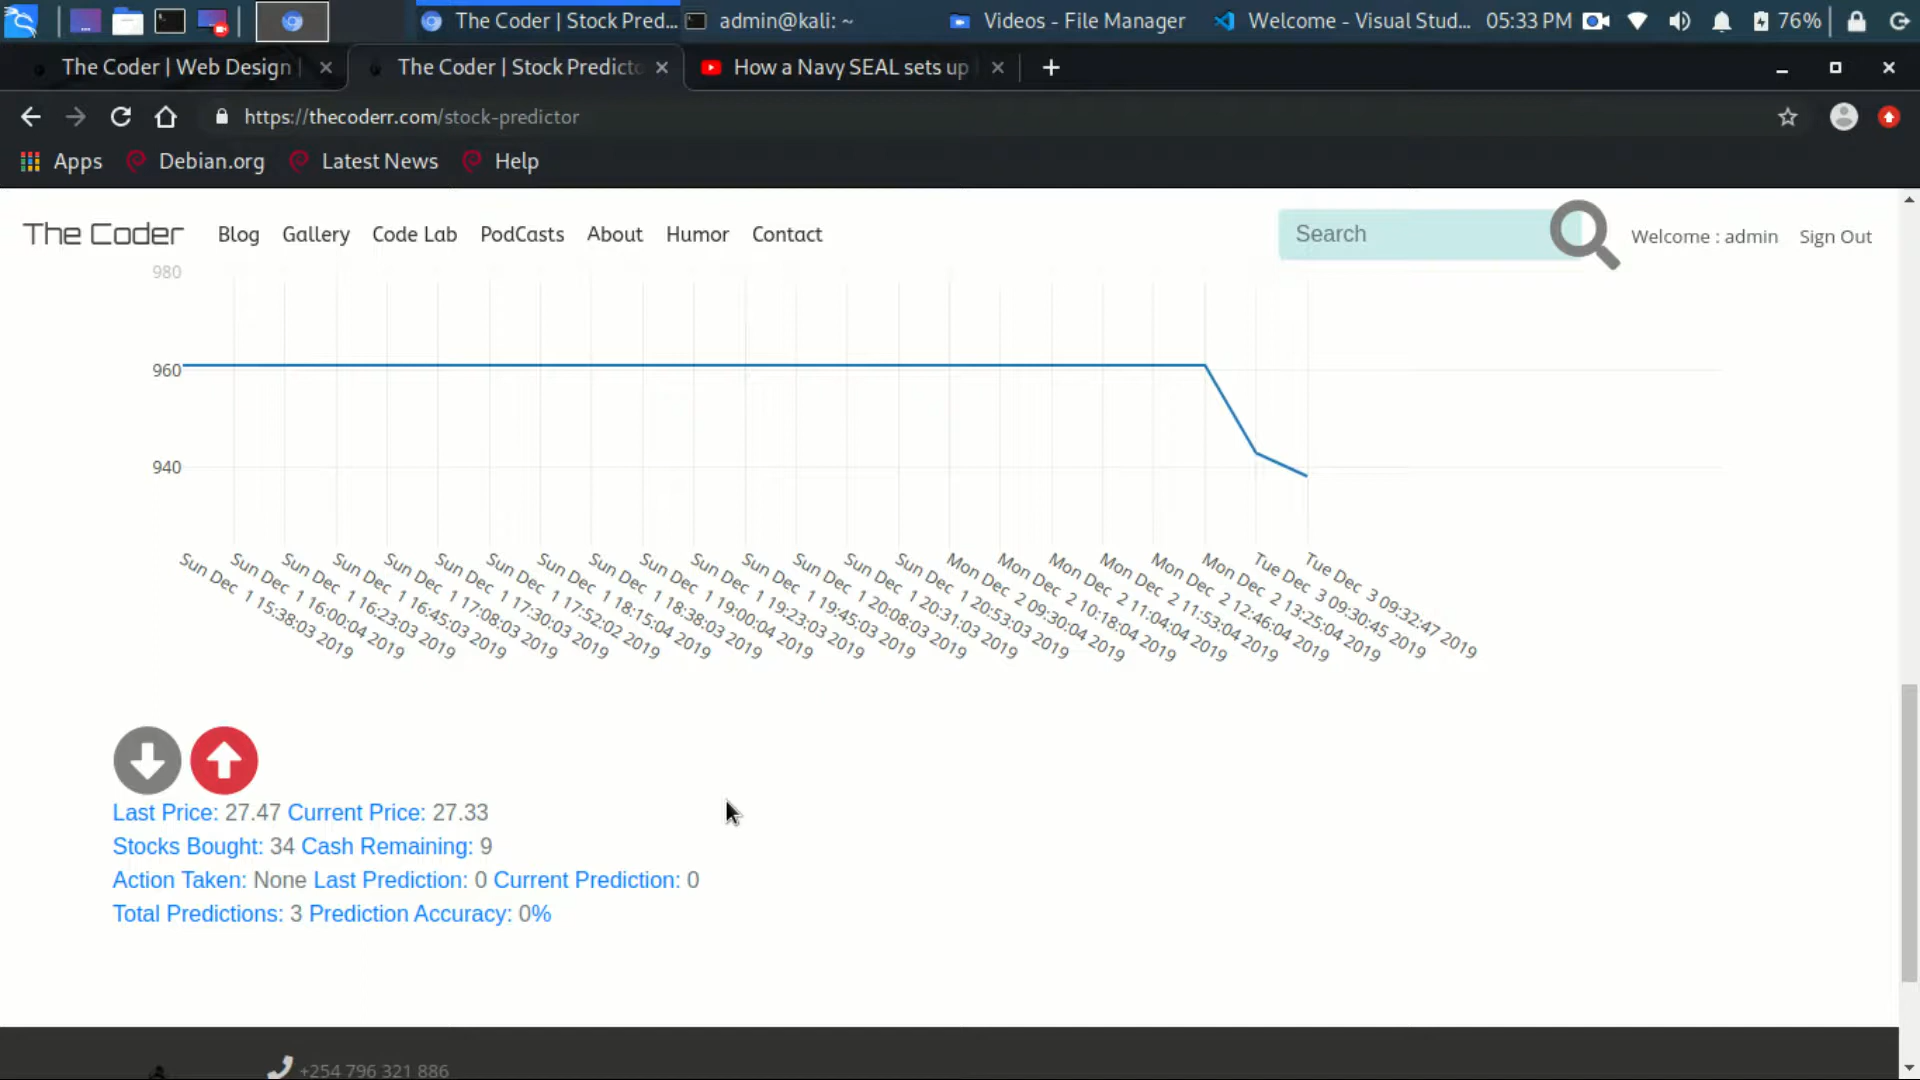 The Coder | Stock Pred...
admin@kali: ~
Videos - File Manager
Welcome - Visual Stud...
05:33 PM
76%
The Coder | Web Design |
The Coder | Stock Predicto
How a Navy SEAL sets up
https://thecoderr.com/stock-predictor
Apps
Debian.org
Latest News
Help
The Coder
Blog
Gallery
Code Lab
PodCasts
About
Humor
Contact
Search
Welcome : admin
Sign Out
980
960
940
Sun Dec 1 15:38:03 2019
Sun Dec 1 16:00:04 2019
Sun Dec 1 16:23:03 2019
Sun Dec 1 16:45:03 2019
Sun Dec 1 17:08:03 2019
Sun Dec 1 17:30:03 2019
Sun Dec 1 17:52:02 2019
Sun Dec 1 18:15:04 2019
Sun Dec 1 18:38:03 2019
Sun Dec 1 19:00:04 2019
Sun Dec 1 19:23:03 2019
Sun Dec 1 19:45:03 2019
Sun Dec 1 20:08:03 2019
Sun Dec 1 20:31:03 2019
Sun Dec 1 20:53:03 2019
Mon Dec 2 09:30:04 2019
Mon Dec 2 10:18:04 2019
Mon Dec 2 11:04:04 2019
Mon Dec 2 11:53:04 2019
Mon Dec 2 12:46:04 2019
Mon Dec 2 13:25:04 2019
Tue Dec 3 09:30:45 2019
Tue Dec 3 09:32:47 2019
Last Price: 27.47 Current Price: 27.33
Stocks Bought: 34 Cash Remaining: 9
Action Taken: None Last Prediction: 0 Current Prediction: 0
Total Predictions: 3 Prediction Accuracy: 0%
+254 796 321 886